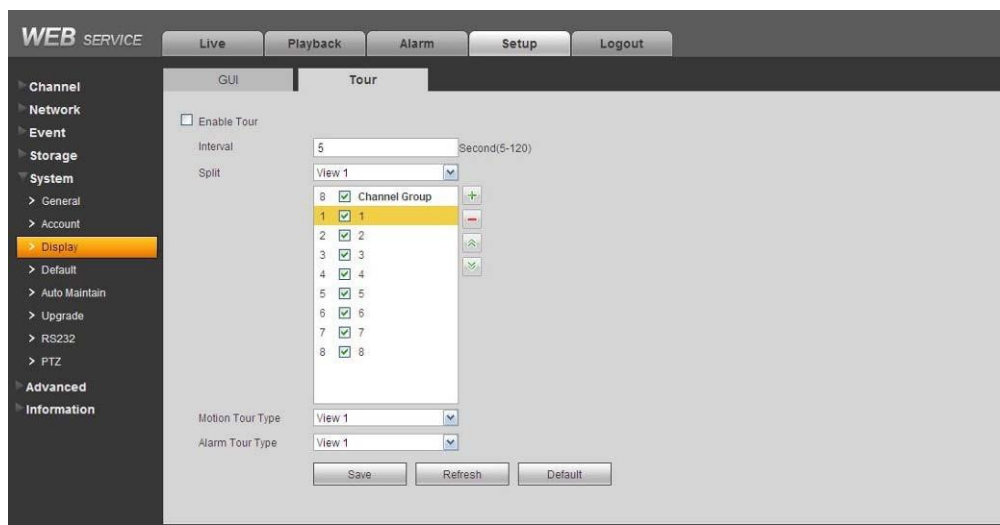 WEB SERVICE
Live Playback Alarm Setup Logout
GUI Tour
Channel
Network
Event
Storage
System
> General
> Account
> Display
> Default
> Auto Maintain
> Upgrade
> RS232
> PTZ
Advanced
Information
Enable Tour
Interval 5 Second(5-120)
Split View 1
8 Channel Group
1 1
2 2
3 3
4 4
5 5
6 6
7 7
8 8
Motion Tour Type View 1
Alarm Tour Type View 1
Save Refresh Default